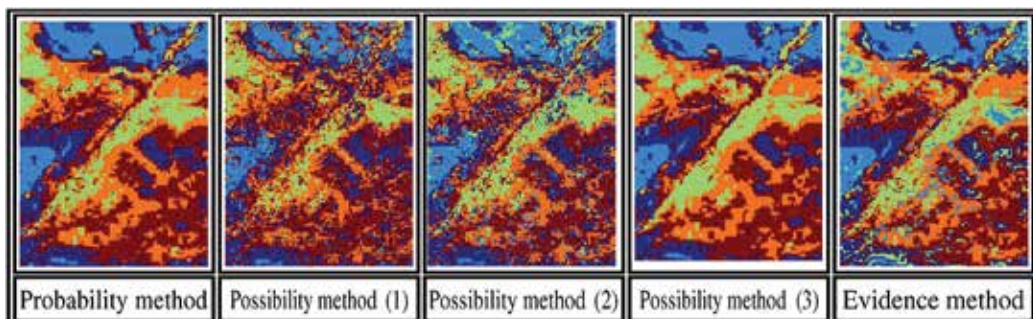 Probability method
Possibility method (1)
Possibility method (2)
Possibility method (3)
Evidence method